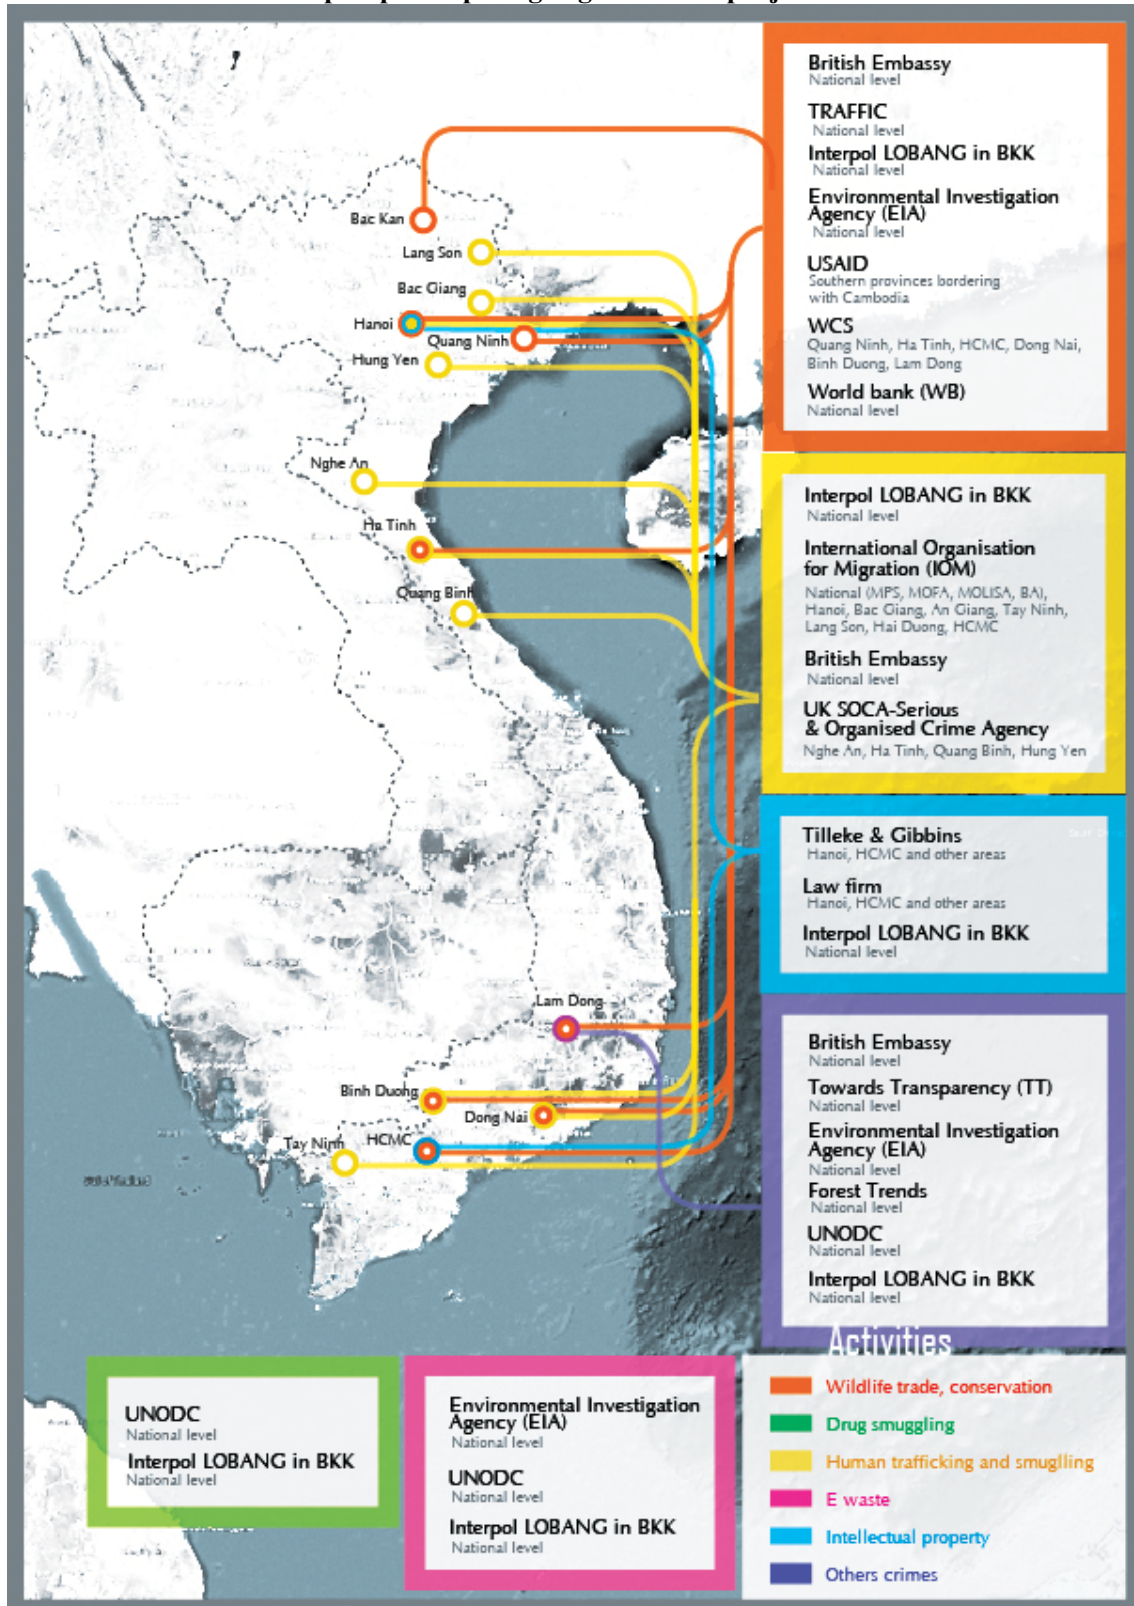 Bac Kan
Lang Son
Bac Giang
Hanoi
Quang Ninh
Hung Yen
Nghe An
Ha Tinh
Quang Binh
Lam Dong
Binh Duong
Dong Nai
Tay Ninh
HCMC
British Embassy
National level
TRAFFIC
National level
Interpol LOBANG in BKK
National level
Environmental Investigation
Agency (EIA)
National level
USAID
Southern provinces bordering
with Cambodia
WCS
Quang Ninh, Ha Tinh, HCMC, Dong Nai,
Binh Duong, Lam Dong
World bank (WB)
National level
Interpol LOBANG in BKK
National level
International Organisation
for Migration (IOM)
National (MPS, MOFA, MOLISA, BA),
Hanoi, Bac Giang, An Giang, Tay Ninh,
Lang Son, Hai Duong, HCMC
British Embassy
National level
UK SOCA-Serious
& Organised Crime Agency
Nghe An, Ha Tinh, Quang Binh, Hung Yen
Tilleke & Gibbins
Hanoi, HCMC and other areas
Law firm
Hanoi, HCMC and other areas
Interpol LOBANG in BKK
National level
British Embassy
National level
Towards Transparency (TT)
National level
Environmental Investigation
Agency (EIA)
National level
Forest Trends
National level
UNODC
National level
Interpol LOBANG in BKK
National level
UNODC
National level
Interpol LOBANG in BKK
National level
Environmental Investigation
Agency (EIA)
National level
UNODC
National level
Interpol LOBANG in BKK
National level
Activities
Wildlife trade, conservation
Drug smuggling
Human trafficking and smuglling
E waste
Intellectual property
Others crimes